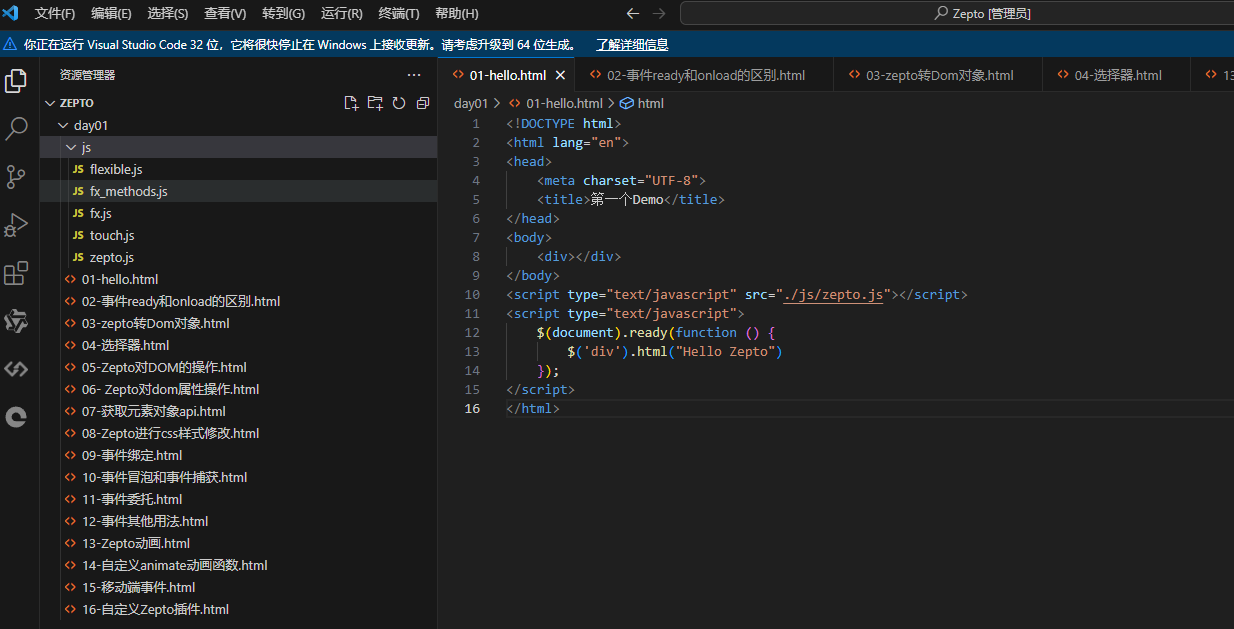 文件(F) 编辑(E) 选择(S) 查看(V) 转到(G) 运行(R) 终端(T) 帮助(H) Zepto [管理员]
你正在运行 Visual Studio Code 32 位，它将很快停止在 Windows 上接收更新。请考虑升级到 64 位生成。 了解详细信息
资源管理器
ZEPTO
day01
js
JS flexible.js
JS fx_methods.js
JS fx.js
JS touch.js
JS zepto.js
01-hello.html
02-事件ready和onload的区别.html
03-zepto转Dom对象.html
04-选择器.html
05-Zepto对DOM的操作.html
06- Zepto对dom属性操作.html
07-获取元素对象api.html
08-Zepto进行css样式修改.html
09-事件绑定.html
10-事件冒泡和事件捕获.html
11-事件委托.html
12-事件其他用法.html
13-Zepto动画.html
14-自定义animate动画函数.html
15-移动端事件.html
16-自定义Zepto插件.html
01-hello.html 02-事件ready和onload的区别.html 03-zepto转Dom对象.html 04-选择器.html 13
day01 > 01-hello.html > html
1 <!DOCTYPE html>
2 <html lang="en">
3 <head>
4     <meta charset="UTF-8">
5     <title>第一个Demo</title>
6 </head>
7 <body>
8     <div></div>
9 </body>
10 <script type="text/javascript" src="./js/zepto.js"></script>
11 <script type="text/javascript">
12     $(document).ready(function () {
13         $('div').html("Hello Zepto")
14     });
15 </script>
16 </html>